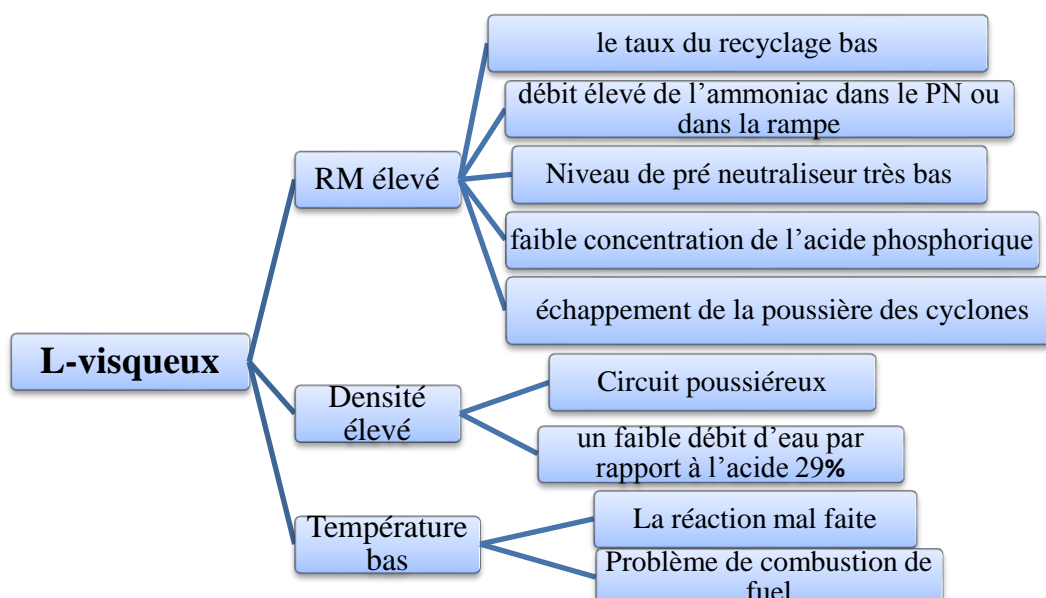 le taux du recyclage bas
débit élevé de l’ammoniac dans le PN ou
dans la rampe
RM élevé
Niveau de pré neutraliseur très bas
faible concentration de l’acide phosphorique
échappement de la poussière des cyclones
L-visqueux
Densité
élevé
Circuit poussiéreux
un faible débit d’eau par
rapport à l’acide 29%
Température
bas
La réaction mal faite
Problème de combustion de
fuel